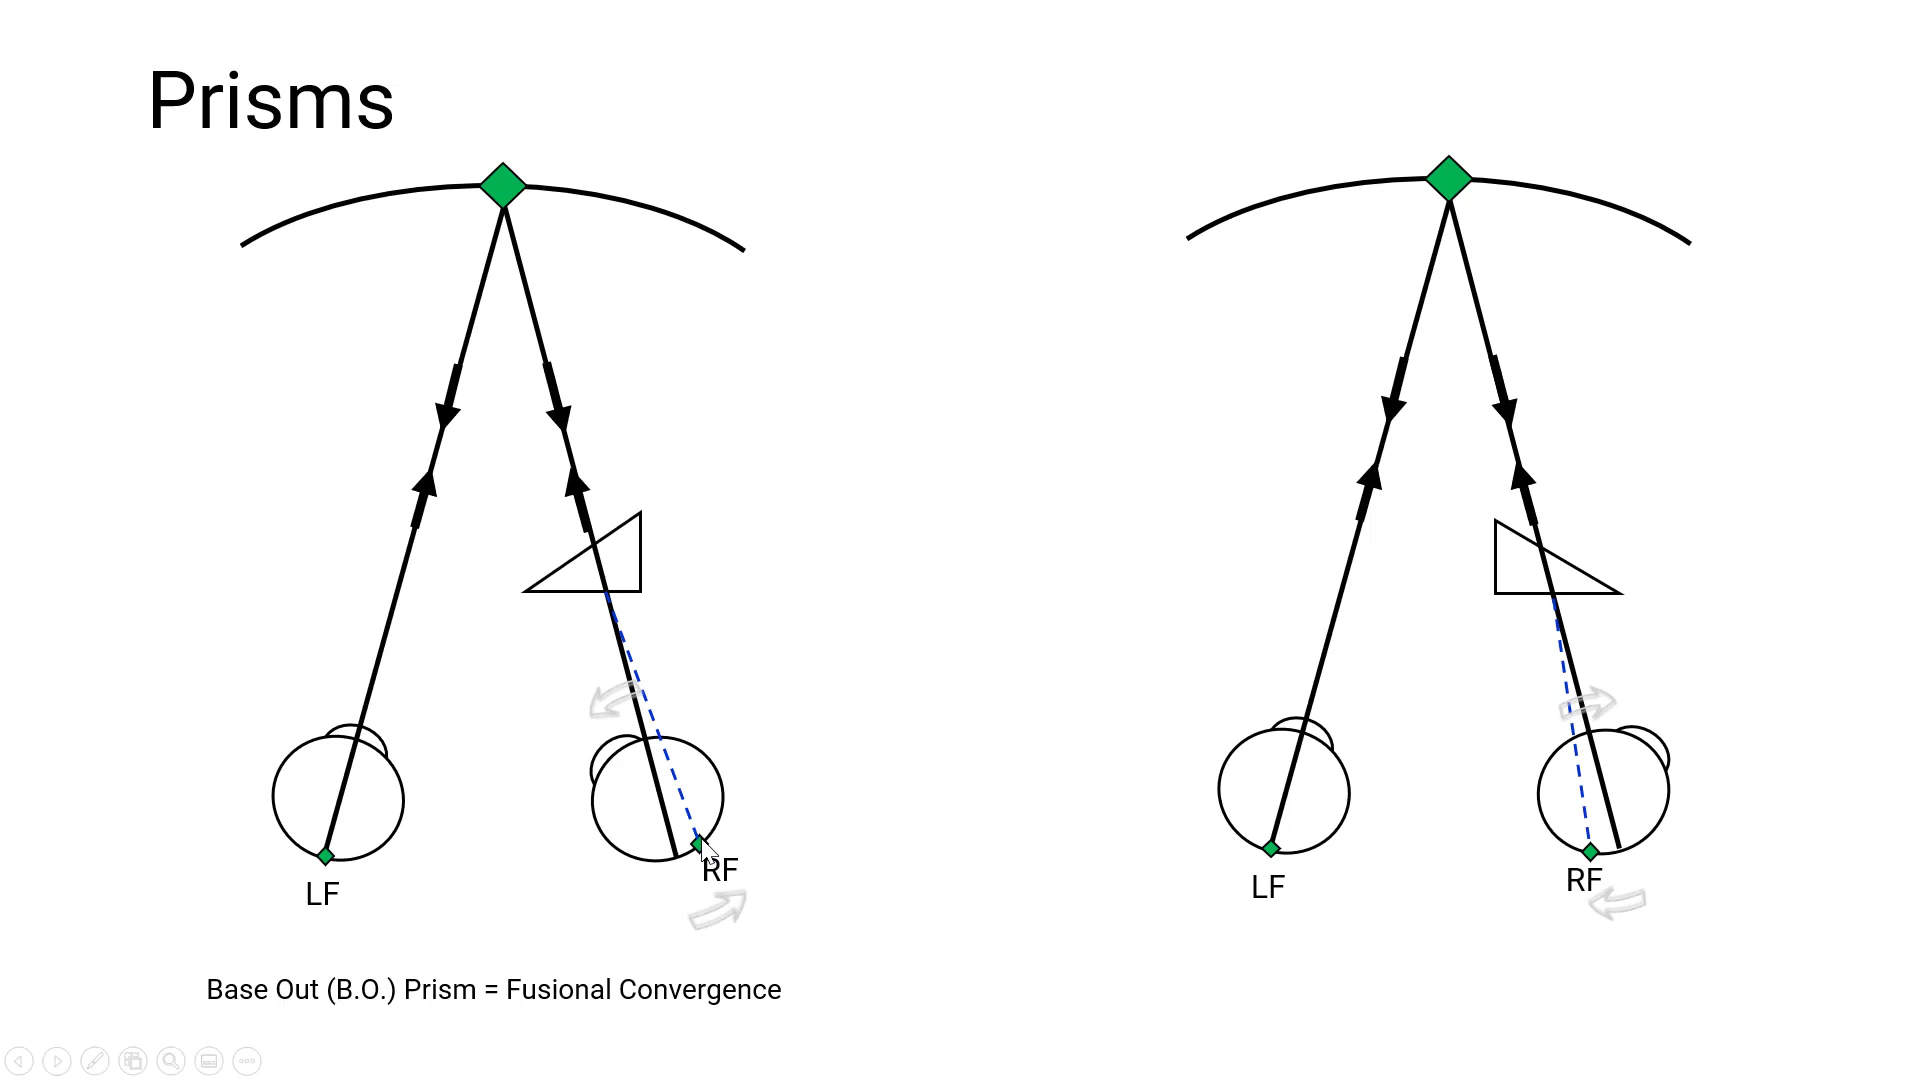 Prisms
LF
RF
LF
RF
Base Out (B.O.) Prism = Fusional Convergence